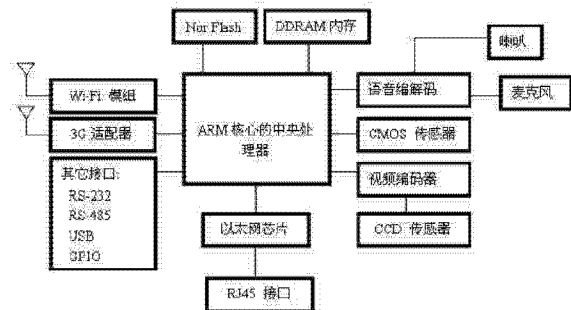 Nor Flash
DDRAM 内存
喇叭
Wi-Fi 模组
语音编解码
麦克风
3G 适配器
ARM 核心的中央处
理器
CMOS 传感器
其它接口:
RS-232
RS-485
USB
GPIO
视频编码器
以太网芯片
CCD 传感器
RJ45 接口